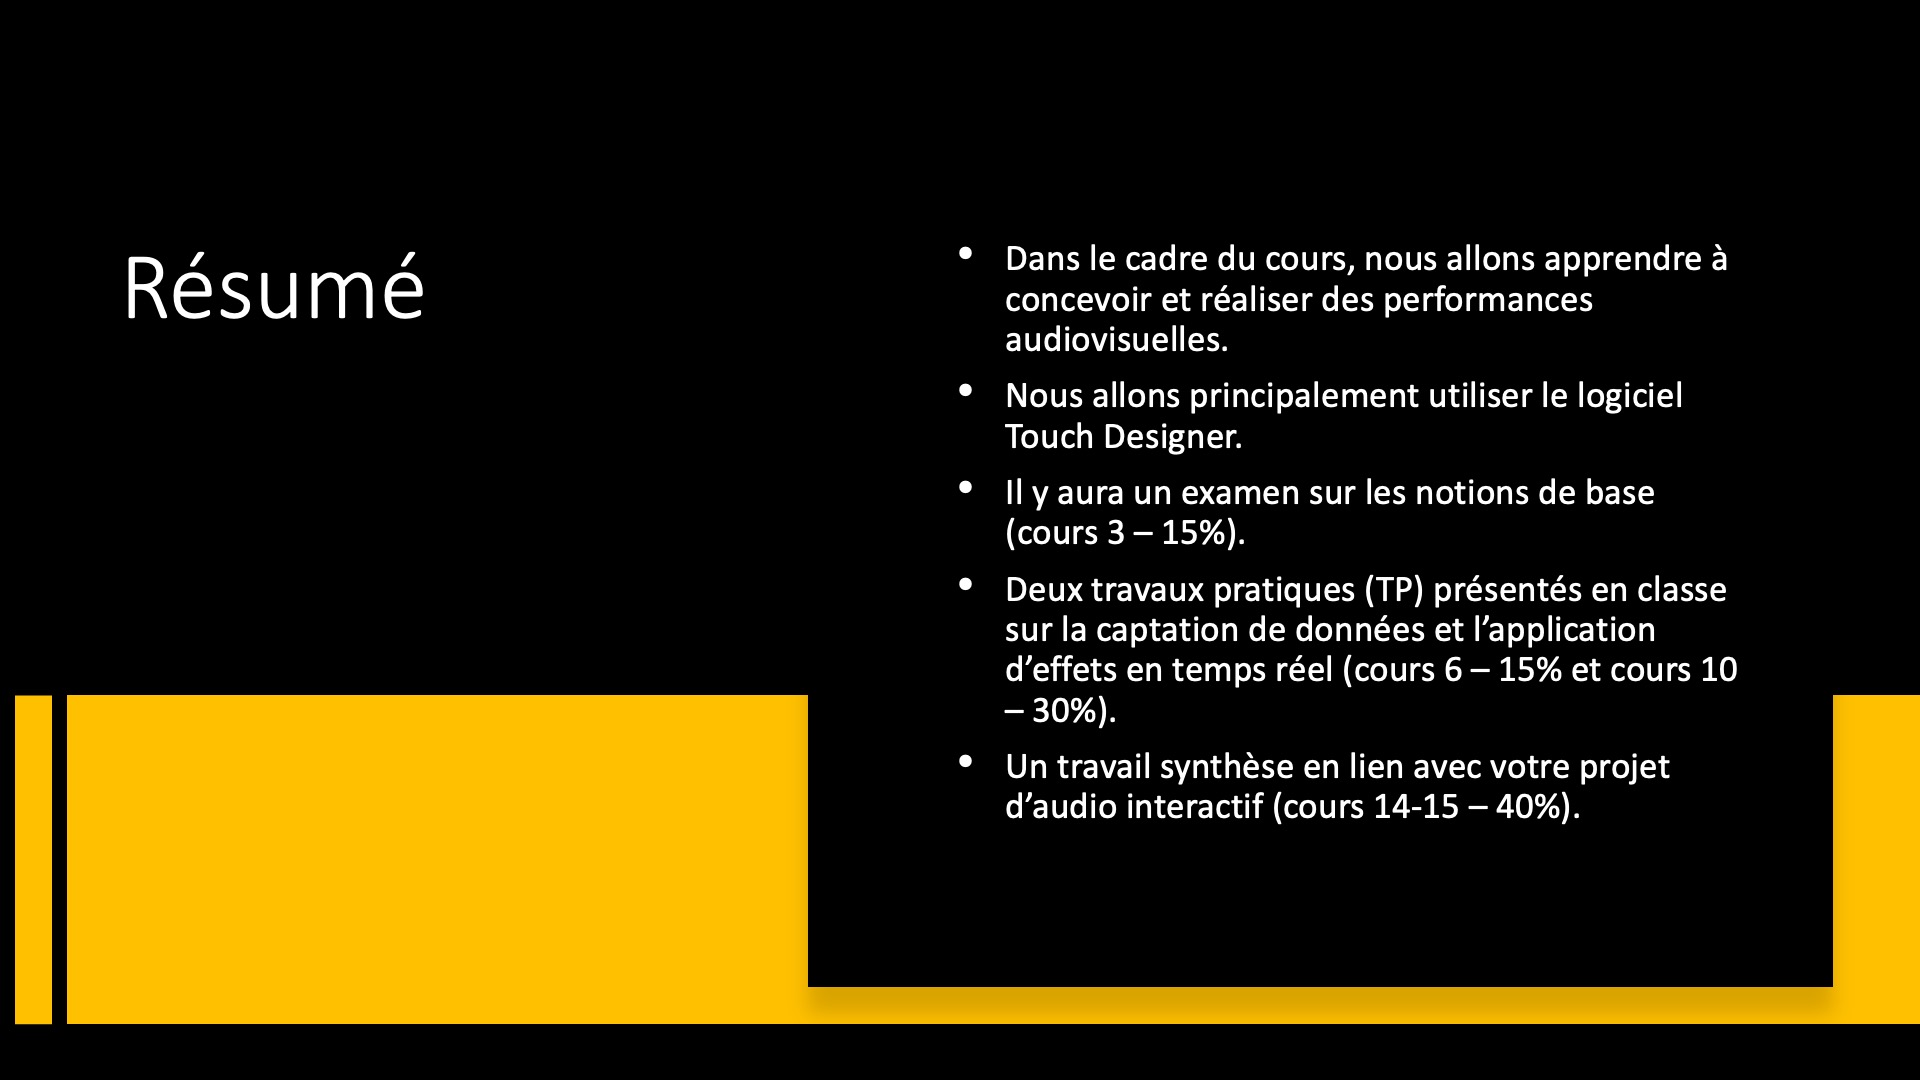 Résumé
• Dans le cadre du cours, nous allons apprendre à
concevoir et réaliser des performances
audiovisuelles.
• Nous allons principalement utiliser le logiciel
Touch Designer.
• Il y aura un examen sur les notions de base
(cours 3 – 15%).
• Deux travaux pratiques (TP) présentés en classe
sur la captation de données et l’application
d’effets en temps réel (cours 6 – 15% et cours 10
– 30%).
• Un travail synthèse en lien avec votre projet
d’audio interactif (cours 14-15 – 40%).